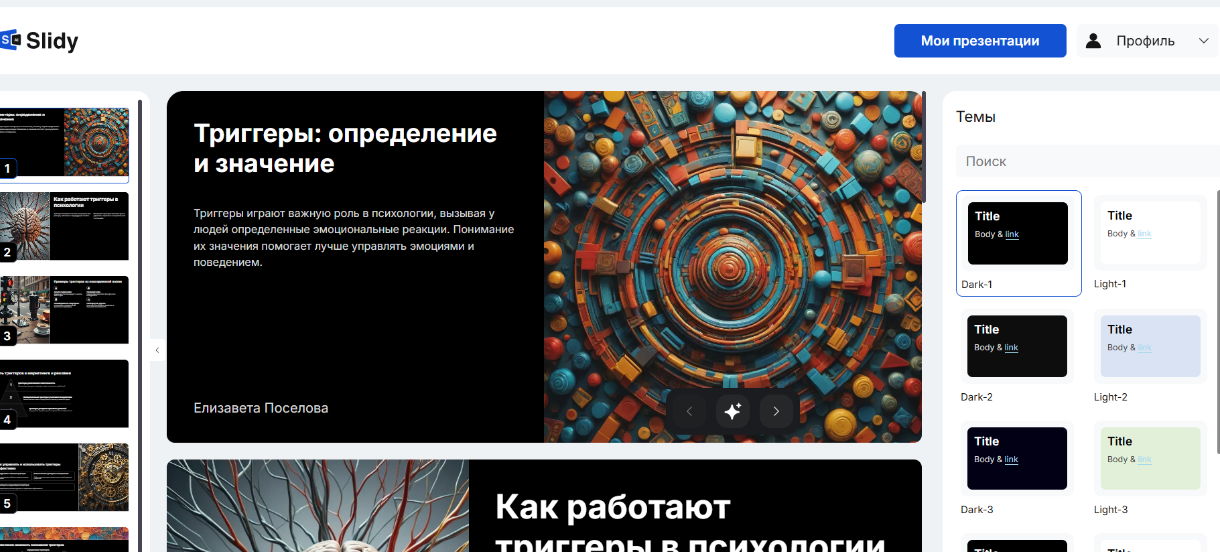 Slidy
Мои презентации
Профиль
1
Как работают триггеры в
психологии
2
3
4
5
Триггеры: определение
и значение
Триггеры играют важную роль в психологии, вызывая у
людей определенные эмоциональные реакции. Понимание
их значения помогает лучше управлять эмоциями и
поведением.
Елизавета Поселова
Как работают
триггеры в психологии
Темы
Поиск
Title
Body & link
Dark-1
Title
Body & link
Light-1
Title
Body & link
Dark-2
Title
Body & link
Light-2
Title
Body & link
Dark-3
Title
Body & link
Light-3
Title
Title